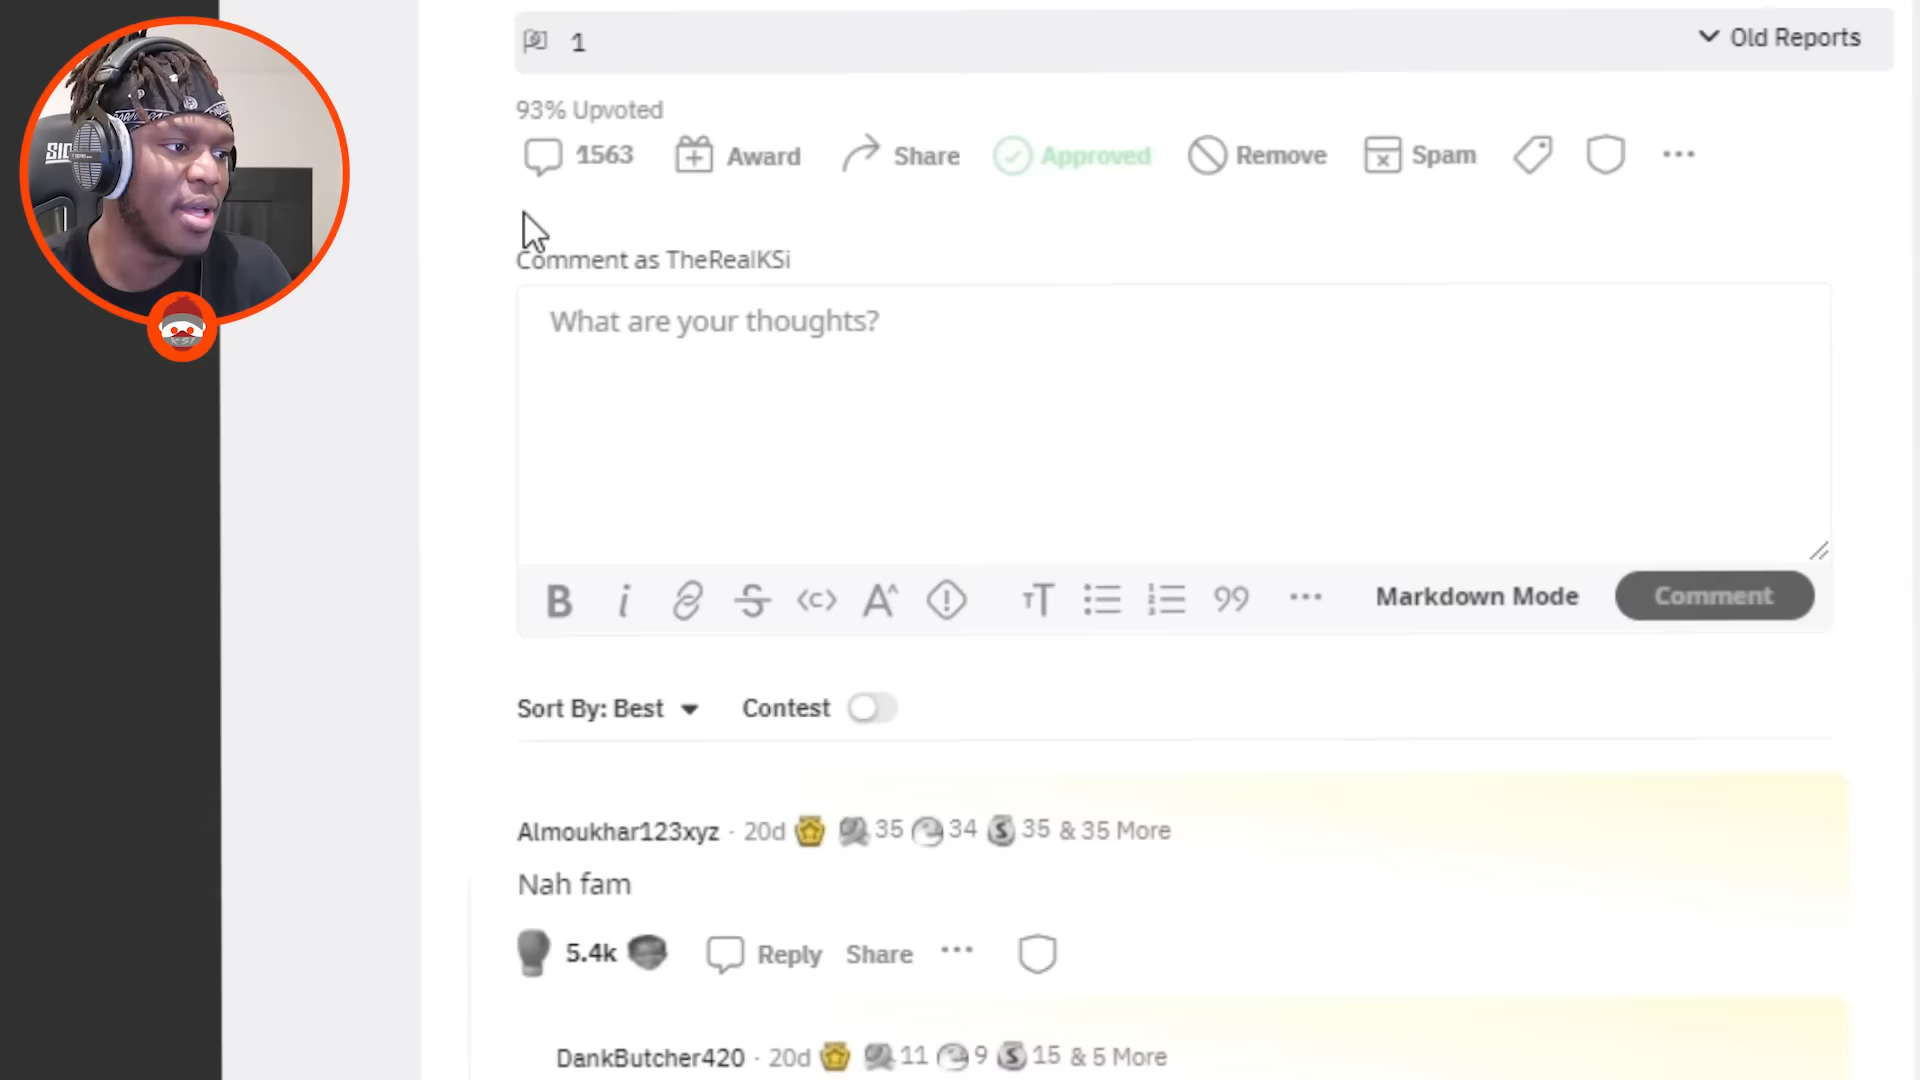 1
Old Reports
93% Upvoted
1563 Award Share Approved Remove Spam
Comment as TheRealKSi
What are your thoughts?
Markdown Mode Comment
Sort By: Best Contest
Almoukhar123xyz · 20d 35 34 35 & 35 More
Nah fam
5.4k Reply Share
DankButcher420 · 20d 11 9 15 & 5 More